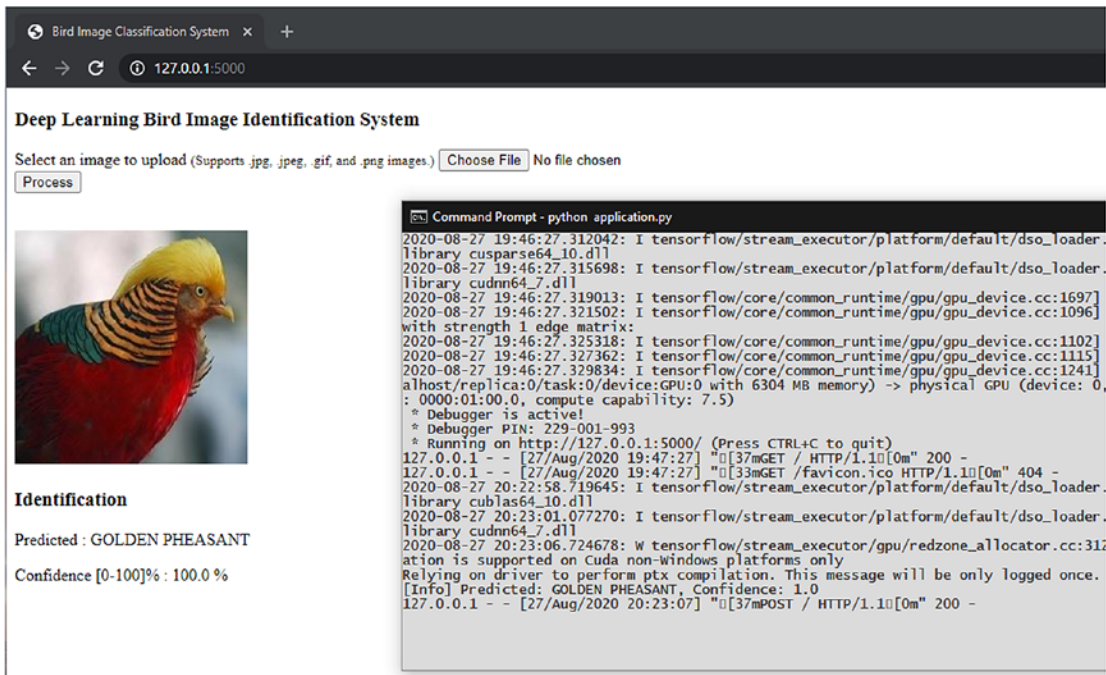 Bird Image Classification System
127.0.0.1:5000
Deep Learning Bird Image Identification System
Select an image to upload (Supports .jpg, .jpeg, .gif, and .png images.) Choose File No file chosen
Process
Command Prompt - python application.py
2020-08-27 19:46:27.312042: I tensorflow/stream_executor/platform/default/dso_loader.
library cusparse64_10.dll
2020-08-27 19:46:27.315698: I tensorflow/stream_executor/platform/default/dso_loader.
library cudnn64_7.dll
2020-08-27 19:46:27.319013: I tensorflow/core/common_runtime/gpu/gpu_device.cc:1697]
2020-08-27 19:46:27.321502: I tensorflow/core/common_runtime/gpu/gpu_device.cc:1096]
with strength 1 edge matrix:
2020-08-27 19:46:27.325318: I tensorflow/core/common_runtime/gpu/gpu_device.cc:1102]
2020-08-27 19:46:27.327362: I tensorflow/core/common_runtime/gpu/gpu_device.cc:1115]
2020-08-27 19:46:27.329834: I tensorflow/core/common_runtime/gpu/gpu_device.cc:1241]
alhost/replica:0/task:0/device:GPU:0 with 6304 MB memory) -> physical GPU (device: 0,
: 0000:01:00.0, compute capability: 7.5)
* Debugger is active!
* Debugger PIN: 229-001-993
* Running on http://127.0.0.1:5000/ (Press CTRL+C to quit)
127.0.0.1 - - [27/Aug/2020 19:47:27] "▯[37mGET / HTTP/1.1▯[0m" 200 -
127.0.0.1 - - [27/Aug/2020 19:47:27] "▯[33mGET /favicon.ico HTTP/1.1▯[0m" 404 -
2020-08-27 20:22:58.719645: I tensorflow/stream_executor/platform/default/dso_loader.
library cublas64_10.dll
2020-08-27 20:23:01.077270: I tensorflow/stream_executor/platform/default/dso_loader.
library cudnn64_7.dll
2020-08-27 20:23:06.724678: W tensorflow/stream_executor/gpu/redzone_allocator.cc:312
ation is supported on Cuda non-Windows platforms only
Relying on driver to perform ptx compilation. This message will be only logged once.
[Info] Predicted: GOLDEN PHEASANT, Confidence: 1.0
127.0.0.1 - - [27/Aug/2020 20:23:07] "▯[37mPOST / HTTP/1.1▯[0m" 200 -
Identification
Predicted : GOLDEN PHEASANT
Confidence [0-100]% : 100.0 %